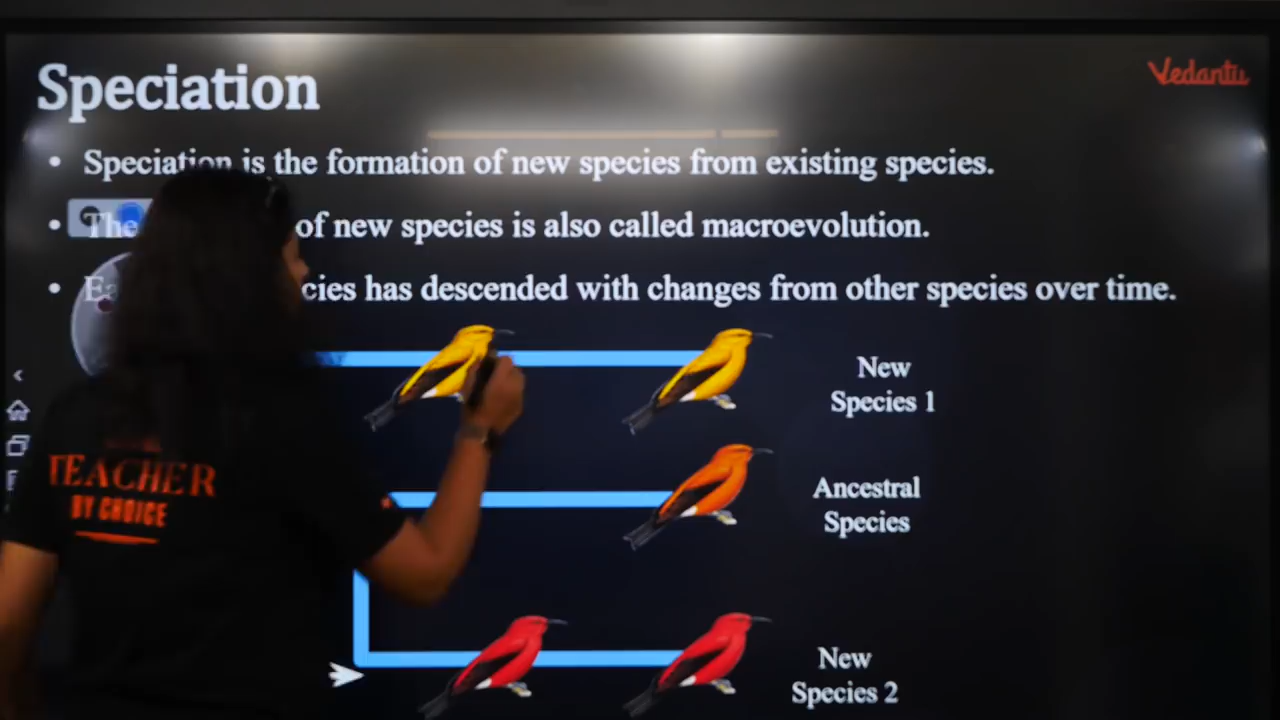 Speciation
Vedantu
• Speciation is the formation of new species from existing species.
• The of new species is also called macroevolution.
• Ea cies has descended with changes from other species over time.
New
Species 1
Ancestral
Species
New
Species 2
TEACHER
BY CHOICE